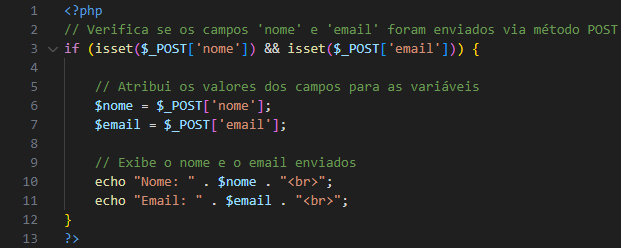 1 <?php
2 // Verifica se os campos 'nome' e 'email' foram enviados via método POST
3 if (isset($_POST['nome']) && isset($_POST['email'])) {
4
5 // Atribui os valores dos campos para as variáveis
6 $nome = $_POST['nome'];
7 $email = $_POST['email'];
8
9 // Exibe o nome e o email enviados
10 echo "Nome: " . $nome . "<br>";
11 echo "Email: " . $email . "<br>";
12 }
13 ?>